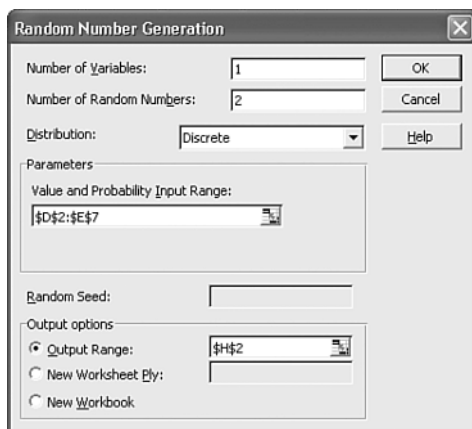 Random Number Generation
Number of Variables: 1 OK
Number of Random Numbers: 2 Cancel
Distribution: Discrete Help
Parameters
Value and Probability Input Range:
$D$2:$E$7
Random Seed:
Output options
Output Range: $H$2
New Worksheet Ply:
New Workbook